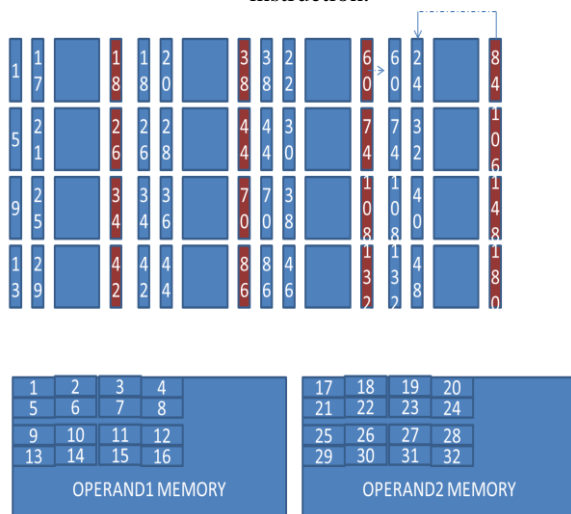 instruction.
1 17 18 18 20 38 38 22 60 60 24 84
5 21 26 26 28 44 44 30 74 74 32 106
9 25 34 34 36 70 70 38 108 108 40 148
13 29 42 42 44 86 86 46 132 132 48 180
1 2 3 4
5 6 7 8
9 10 11 12
13 14 15 16
OPERAND1 MEMORY
17 18 19 20
21 22 23 24
25 26 27 28
29 30 31 32
OPERAND2 MEMORY